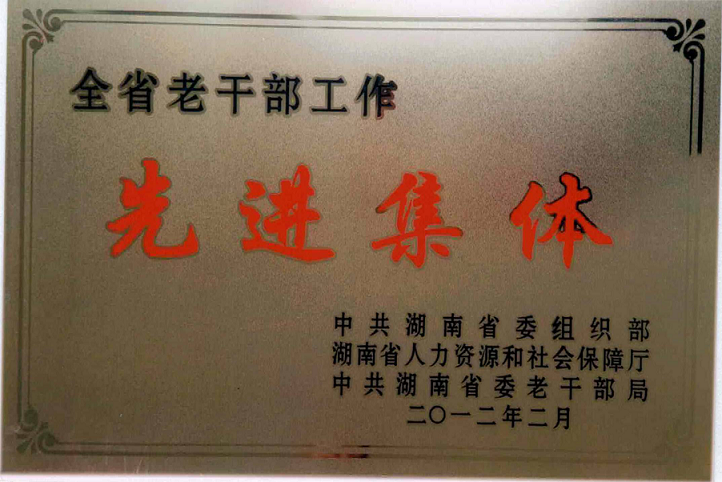 全省老干部工作
先进集体
中共湖南省委组织部
湖南省人力资源和社会保障厅
中共湖南省委老干部局
二〇一二年二月